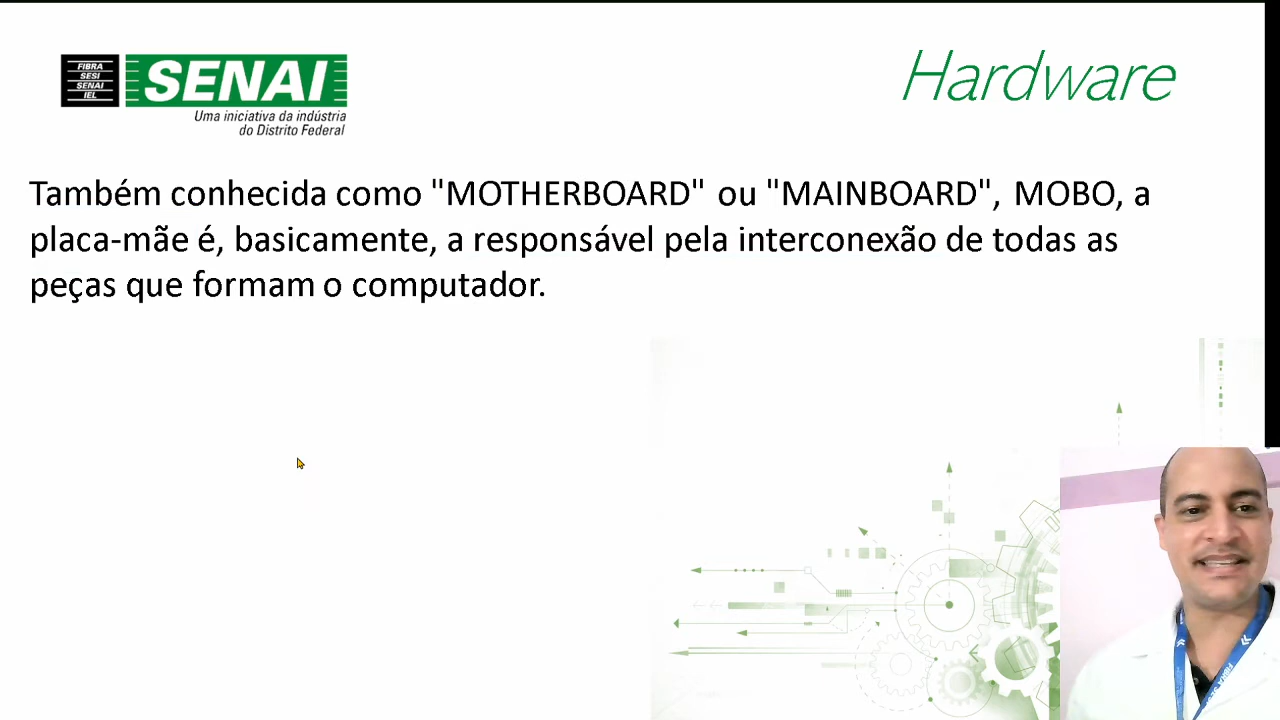 FIBRA
SESI
SENAI
IEL
SENAI
Uma iniciativa da indústria
do Distrito Federal
Hardware
Também conhecida como "MOTHERBOARD" ou "MAINBOARD", MOBO, a
placa-mãe é, basicamente, a responsável pela interconexão de todas as
peças que formam o computador.